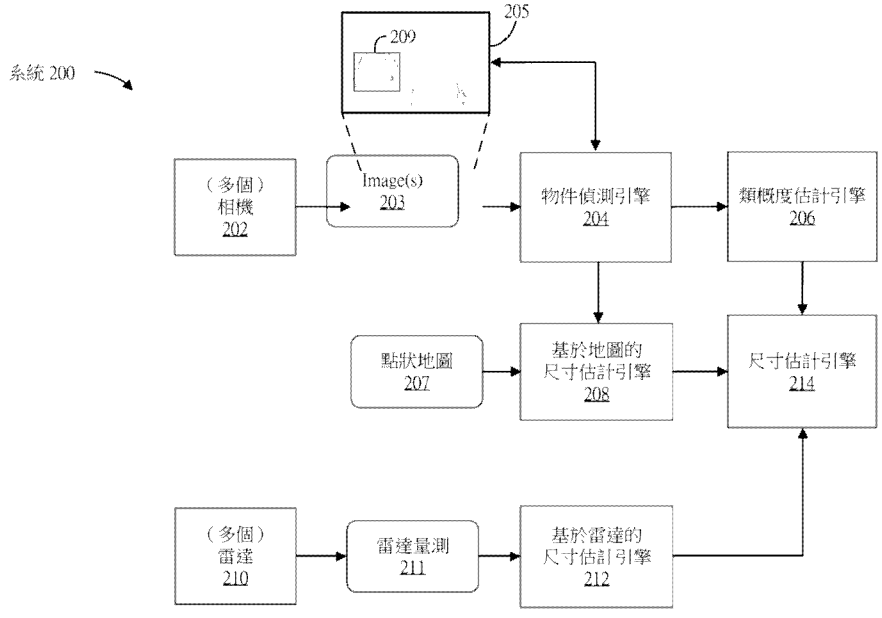 系統 200
205
209
（多個）
相機
202
Image(s)
203
物件偵測引擎
204
類概度估計引擎
206
點狀地圖
207
基於地圖的
尺寸估計引擎
208
尺寸估計引擎
214
（多個）
雷達
210
雷達量測
211
基於雷達的
尺寸估計引擎
212